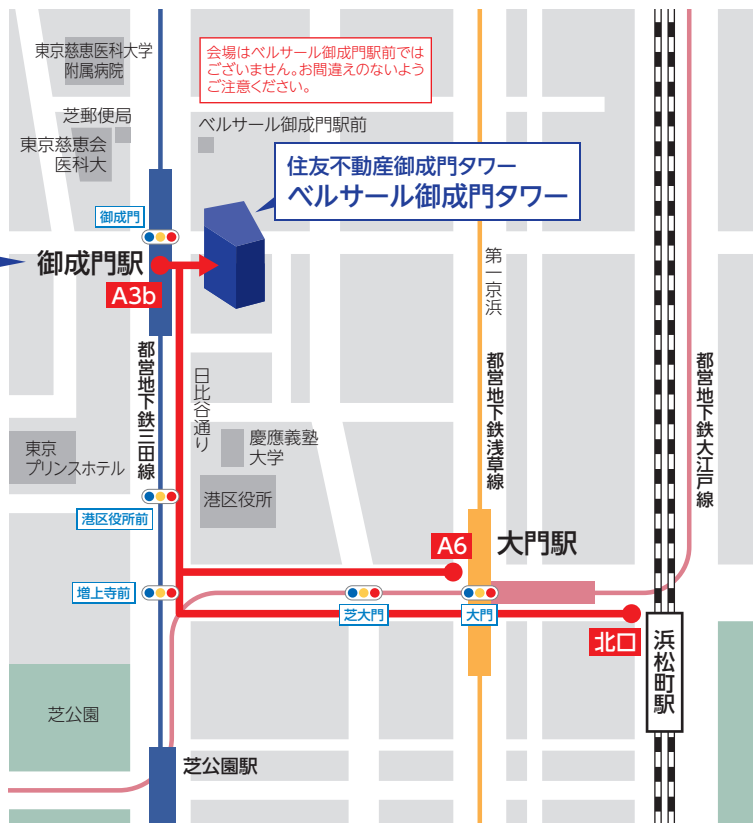 東京慈恵医科大学
附属病院
会場はベルサール御成門駅前では
ございません。お間違えのないよう
ご注意ください。
芝郵便局
ベルサール御成門駅前
東京慈恵会
医科大
住友不動産御成門タワー
ベルサール御成門タワー
御成門
御成門駅
A3b
第一京浜
都営地下鉄三田線
日比谷通り
都営地下鉄浅草線
都営地下鉄大江戸線
東京
プリンスホテル
慶應義塾
大学
港区役所
港区役所前
A6
大門駅
増上寺前
芝大門
大門
北口
浜松町駅
芝公園
芝公園駅